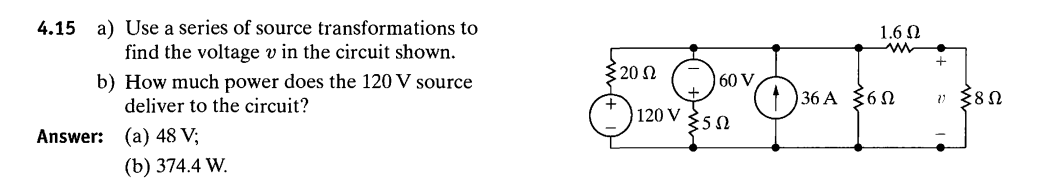 4.15 a) Use a series of source transformations to
find the voltage v in the circuit shown.
b) How much power does the 120 V source
deliver to the circuit?
Answer: (a) 48 V;
(b) 374.4 W.
1.6 Ω
20 Ω
−
60 V
+
+
120 V
−
5 Ω
36 A
6 Ω
+
v
−
8 Ω